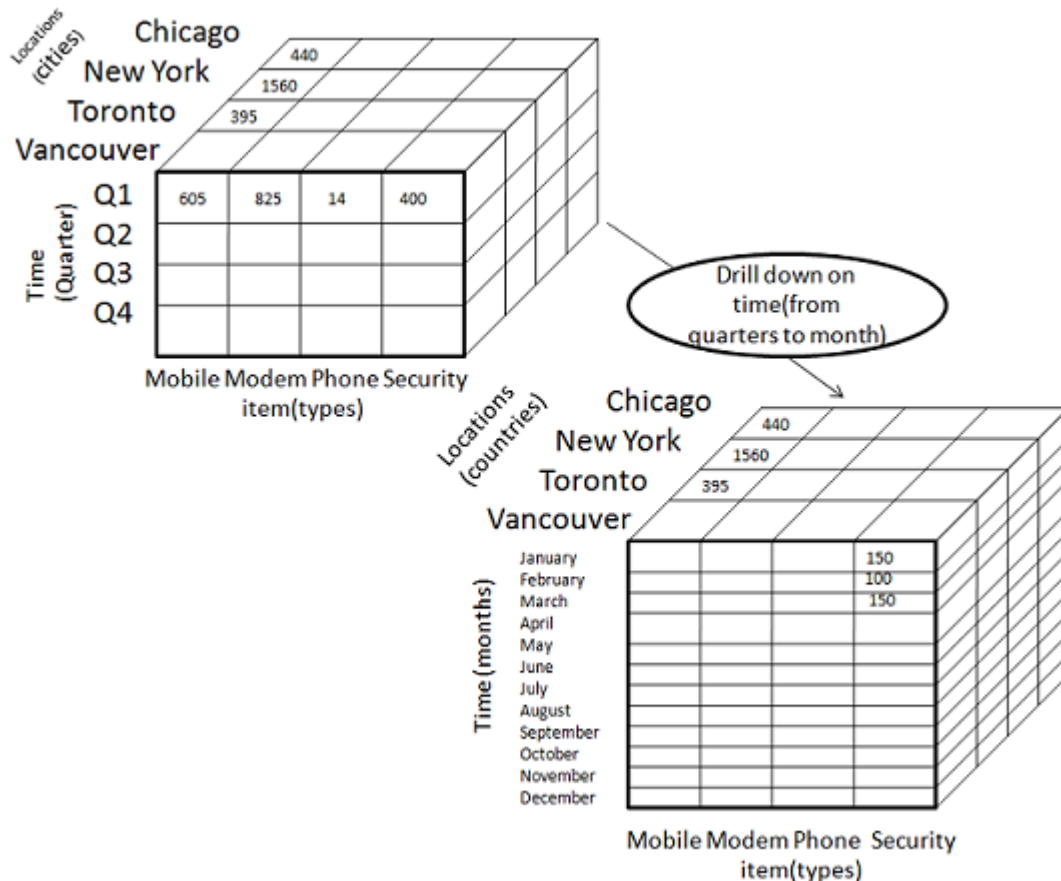 Locations
(cities)
Chicago
New York
Toronto
Vancouver
440
1560
395
Time
(Quarter)
Q1
605 825 14 400
Q2
Q3
Q4
Mobile Modem Phone Security
item(types)
Drill down on
time(from
quarters to month)
Locations
(countries)
Chicago
New York
Toronto
Vancouver
440
1560
395
Time (months)
January 150
February 100
March 150
April
May
June
July
August
September
October
November
December
Mobile Modem Phone Security
item(types)